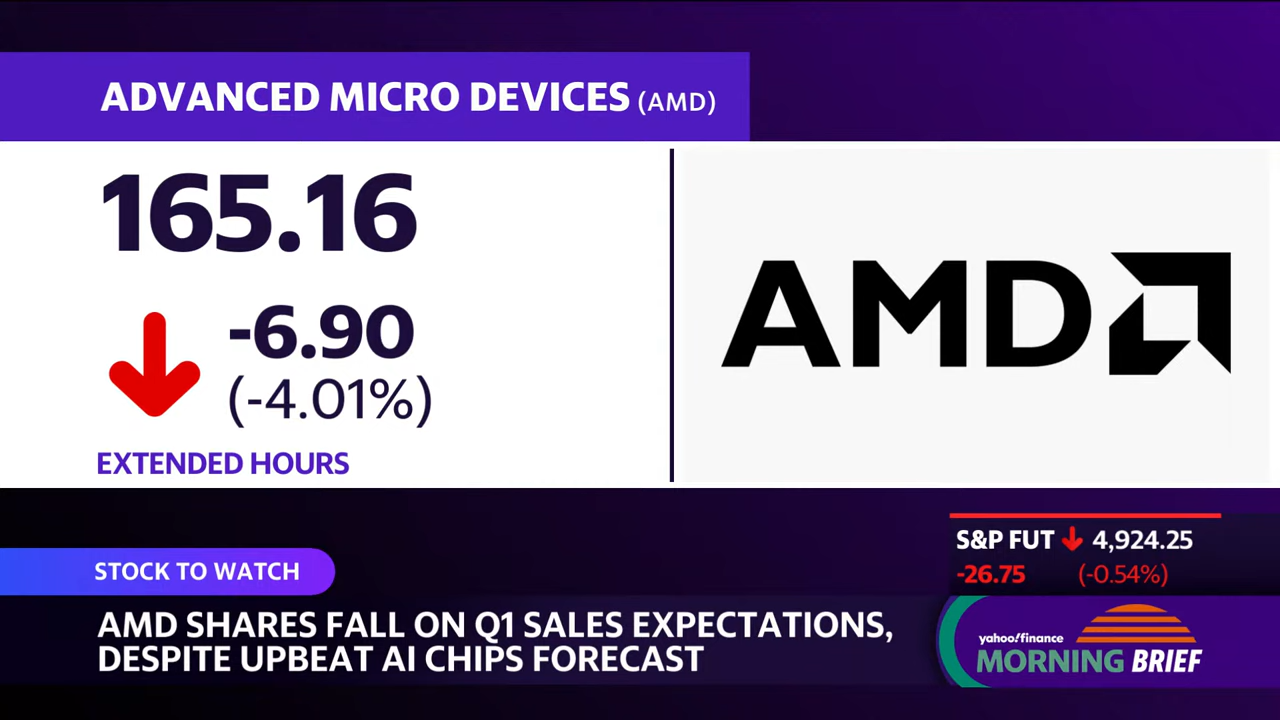 ADVANCED MICRO DEVICES (AMD)
165.16
-6.90
(-4.01%)
EXTENDED HOURS
AMD
STOCK TO WATCH
AMD SHARES FALL ON Q1 SALES EXPECTATIONS,
DESPITE UPBEAT AI CHIPS FORECAST
S&P FUT 4,924.25
-26.75 (-0.54%)
yahoo!finance
MORNING BRIEF